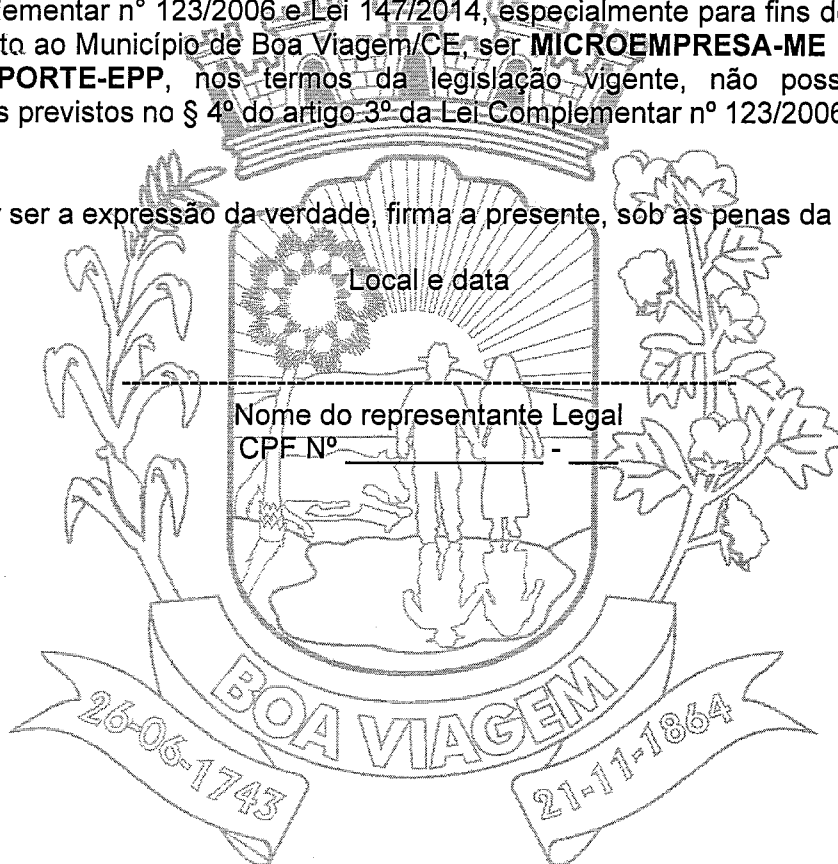 ementar n° 123/2006 e Lei 147/2014, especialmente para fins d
to ao Município de Boa Viagem/CE, ser MICROEMPRESA-ME
PORTE-EPP, nos termos da legislação vigente, não poss
s previstos no § 4º do artigo 3º da Lei Complementar nº 123/2006
r ser a expressão da verdade, firma a presente, sob as penas da
Local e data
Nome do representante Legal
CPF Nº ____________ - ___
BOA VIAGEM
26-06-1743
21-11-1864